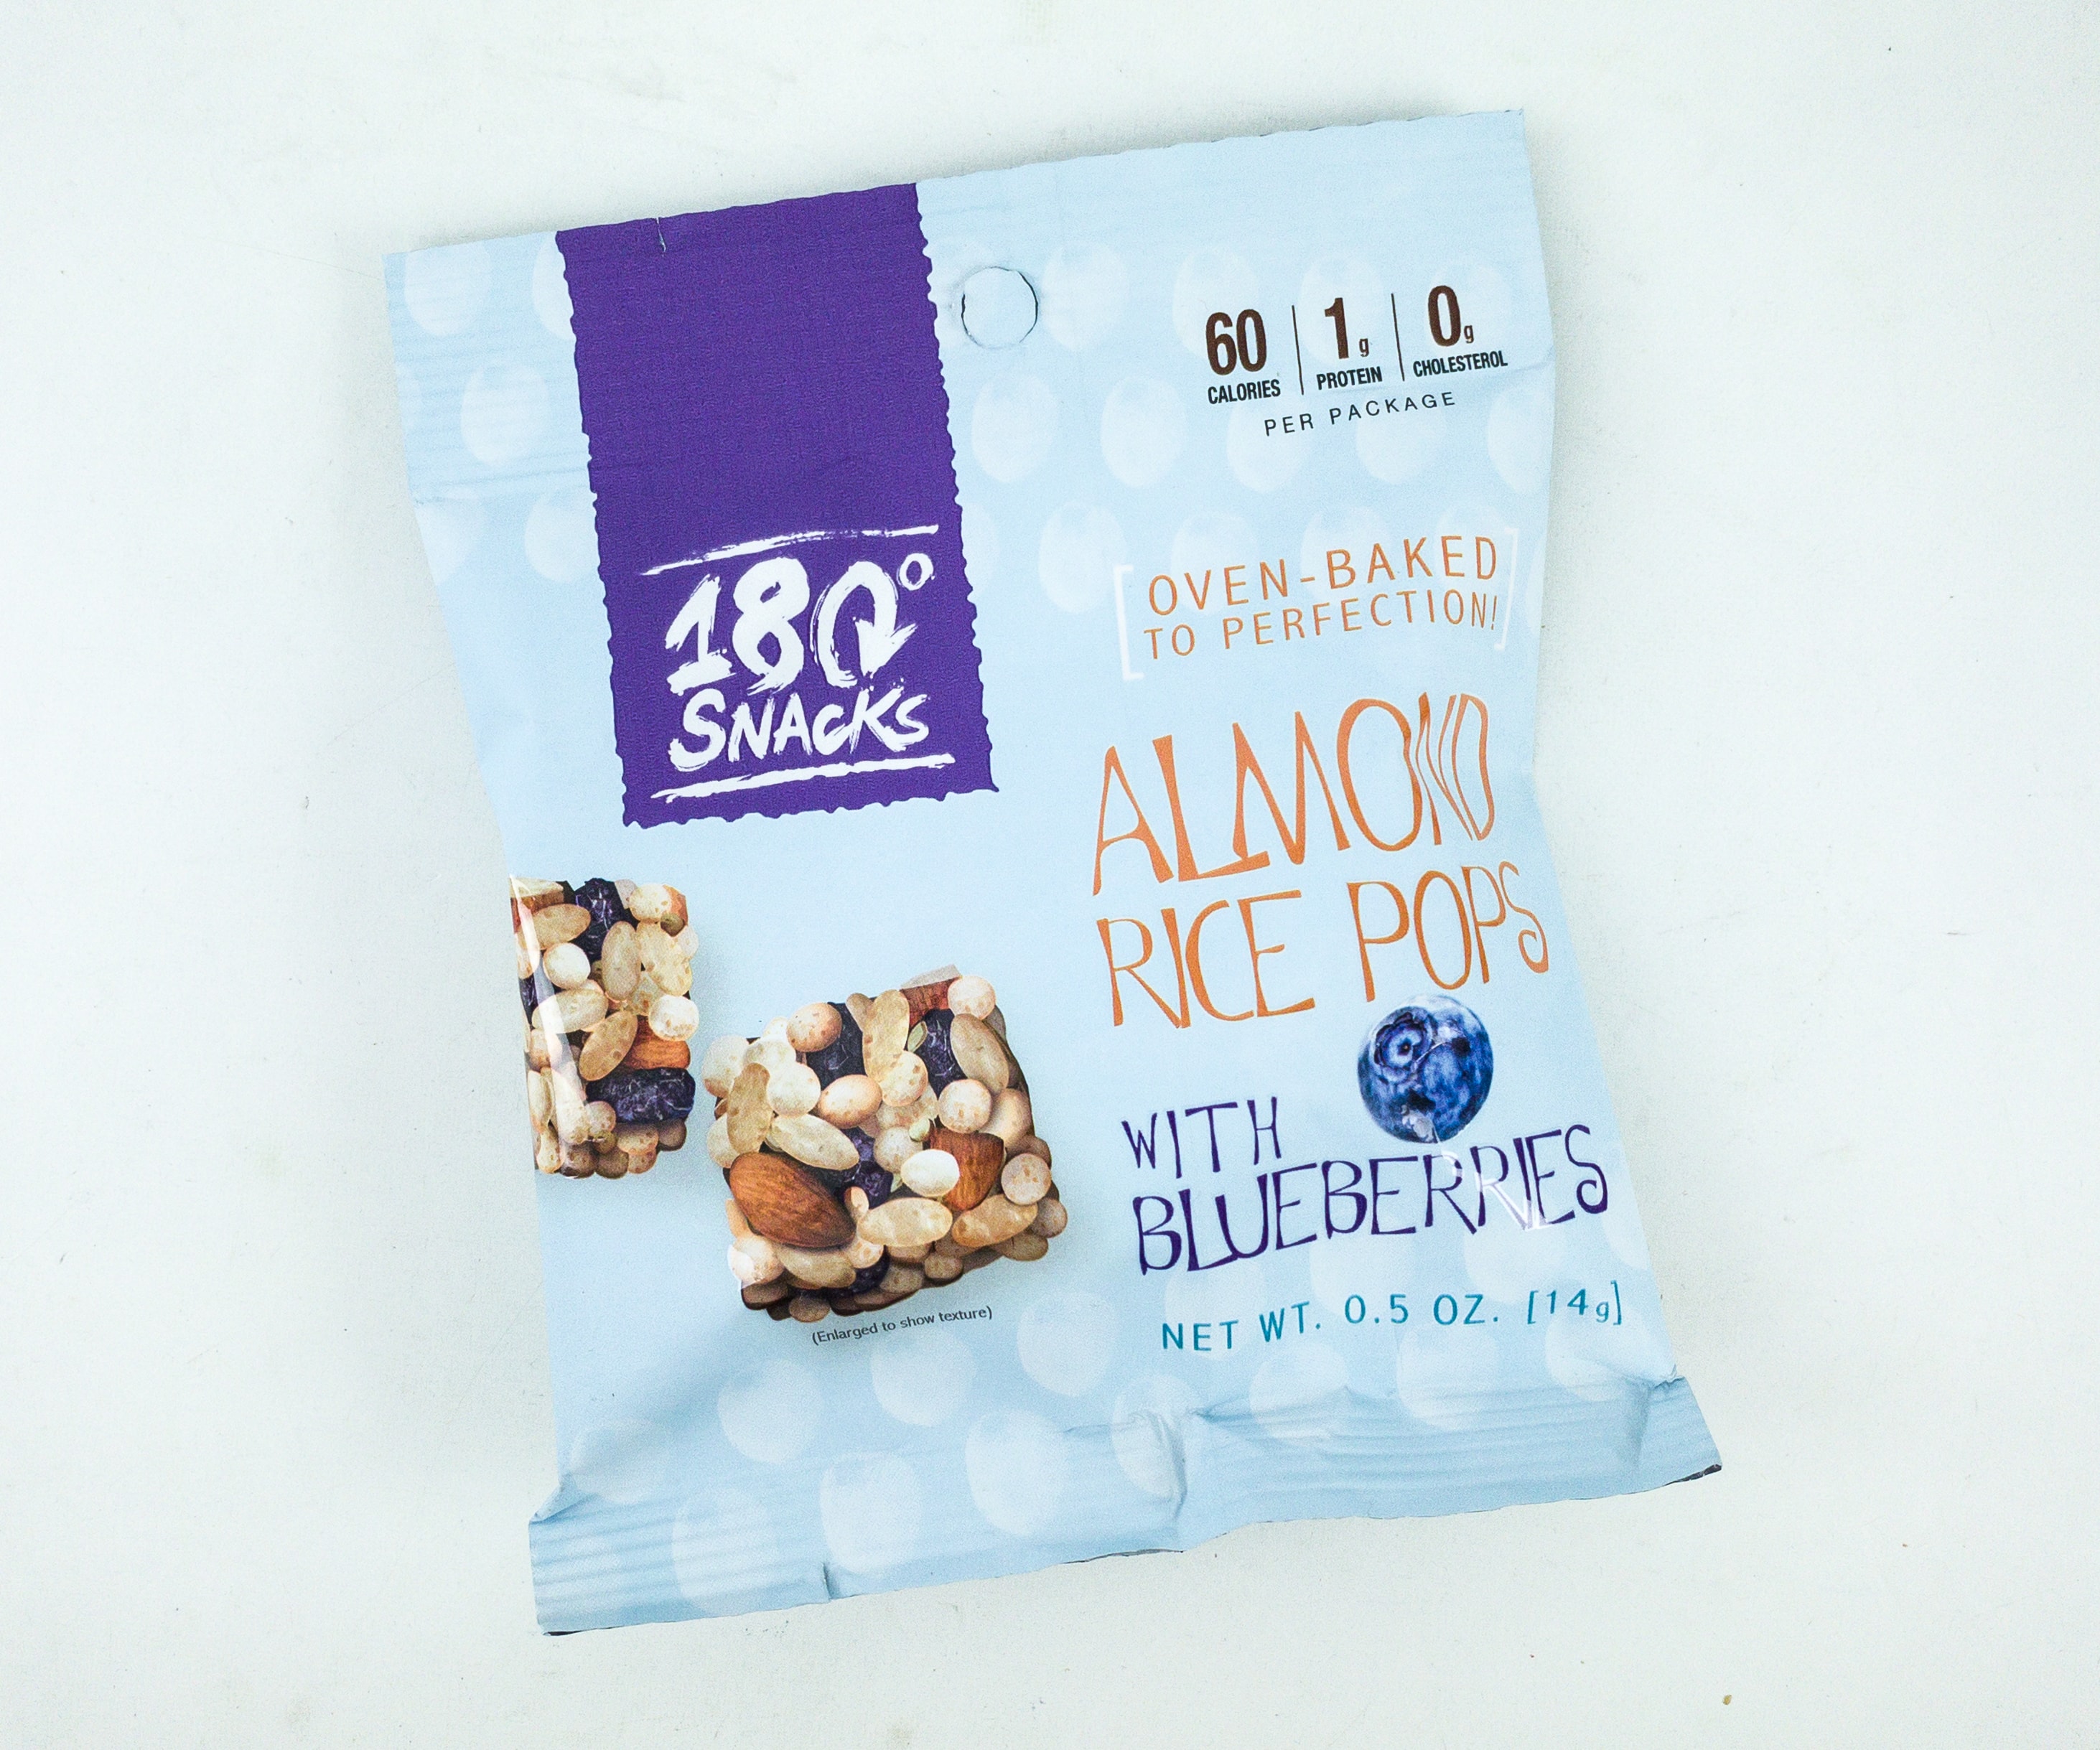 180°
SNACKS
60 | 1g | 0g
CALORIES PROTEIN CHOLESTEROL
PER PACKAGE
[OVEN-BAKED
TO PERFECTION!]
ALMOND
RICE POPS
WITH
BLUEBERRIES
(Enlarged to show texture)
NET WT. 0.5 OZ. [14g]